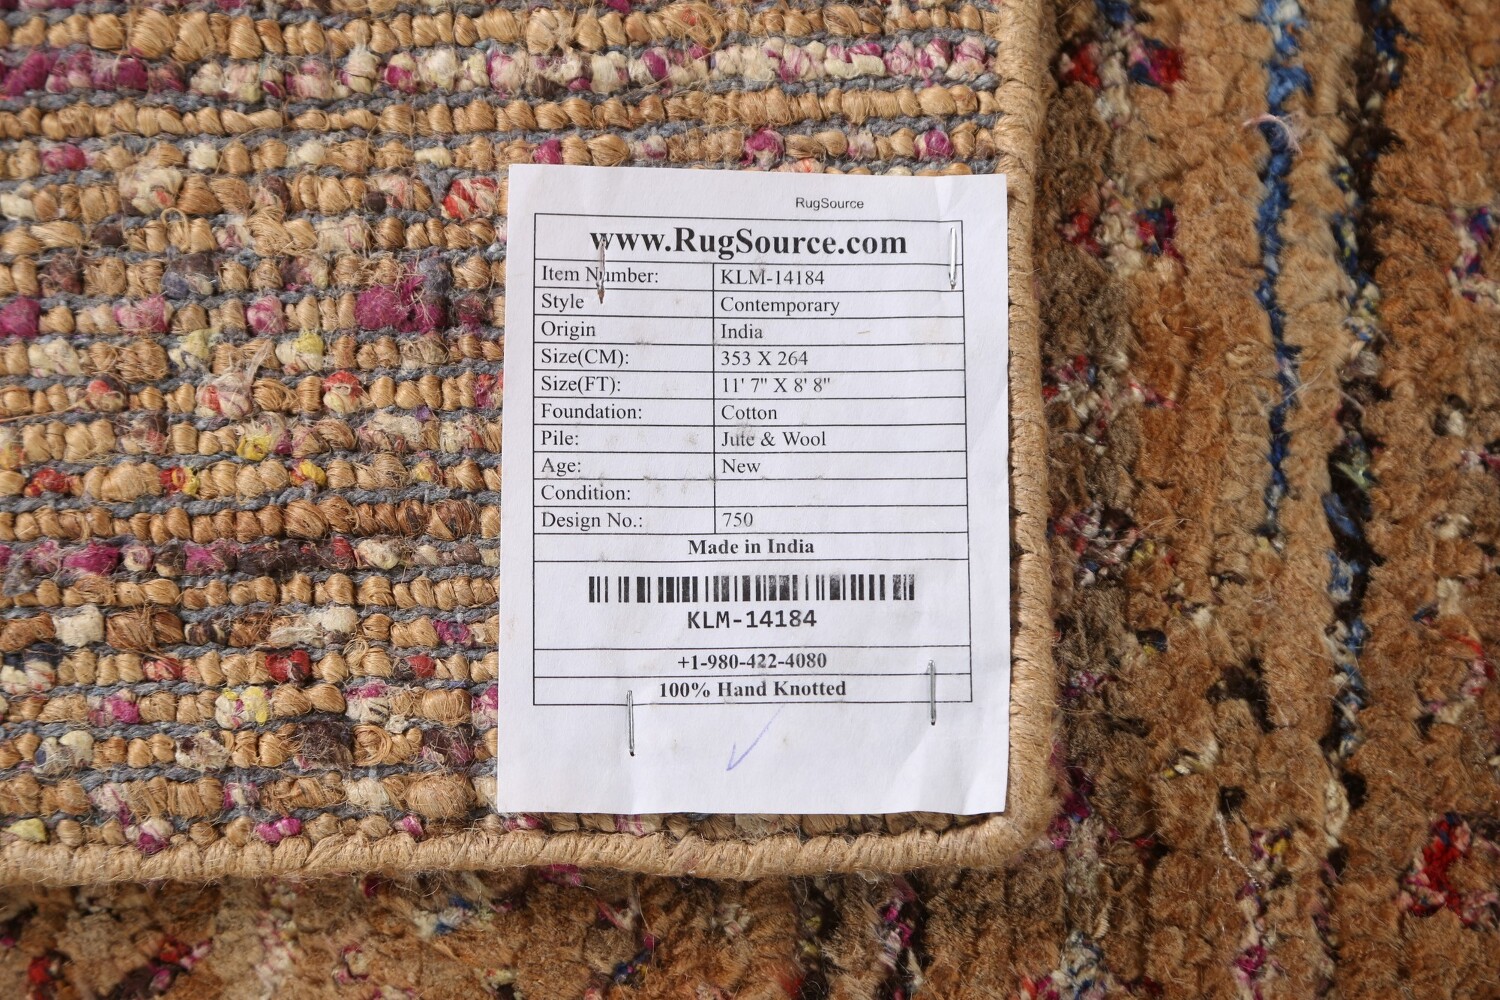 RugSource
www.RugSource.com
Item Number: KLM-14184
Style Contemporary
Origin India
Size(CM): 353 X 264
Size(FT): 11' 7" X 8' 8"
Foundation: Cotton
Pile: Jute & Wool
Age: New
Condition:
Design No.: 750
Made in India
KLM-14184
+1-980-422-4080
100% Hand Knotted